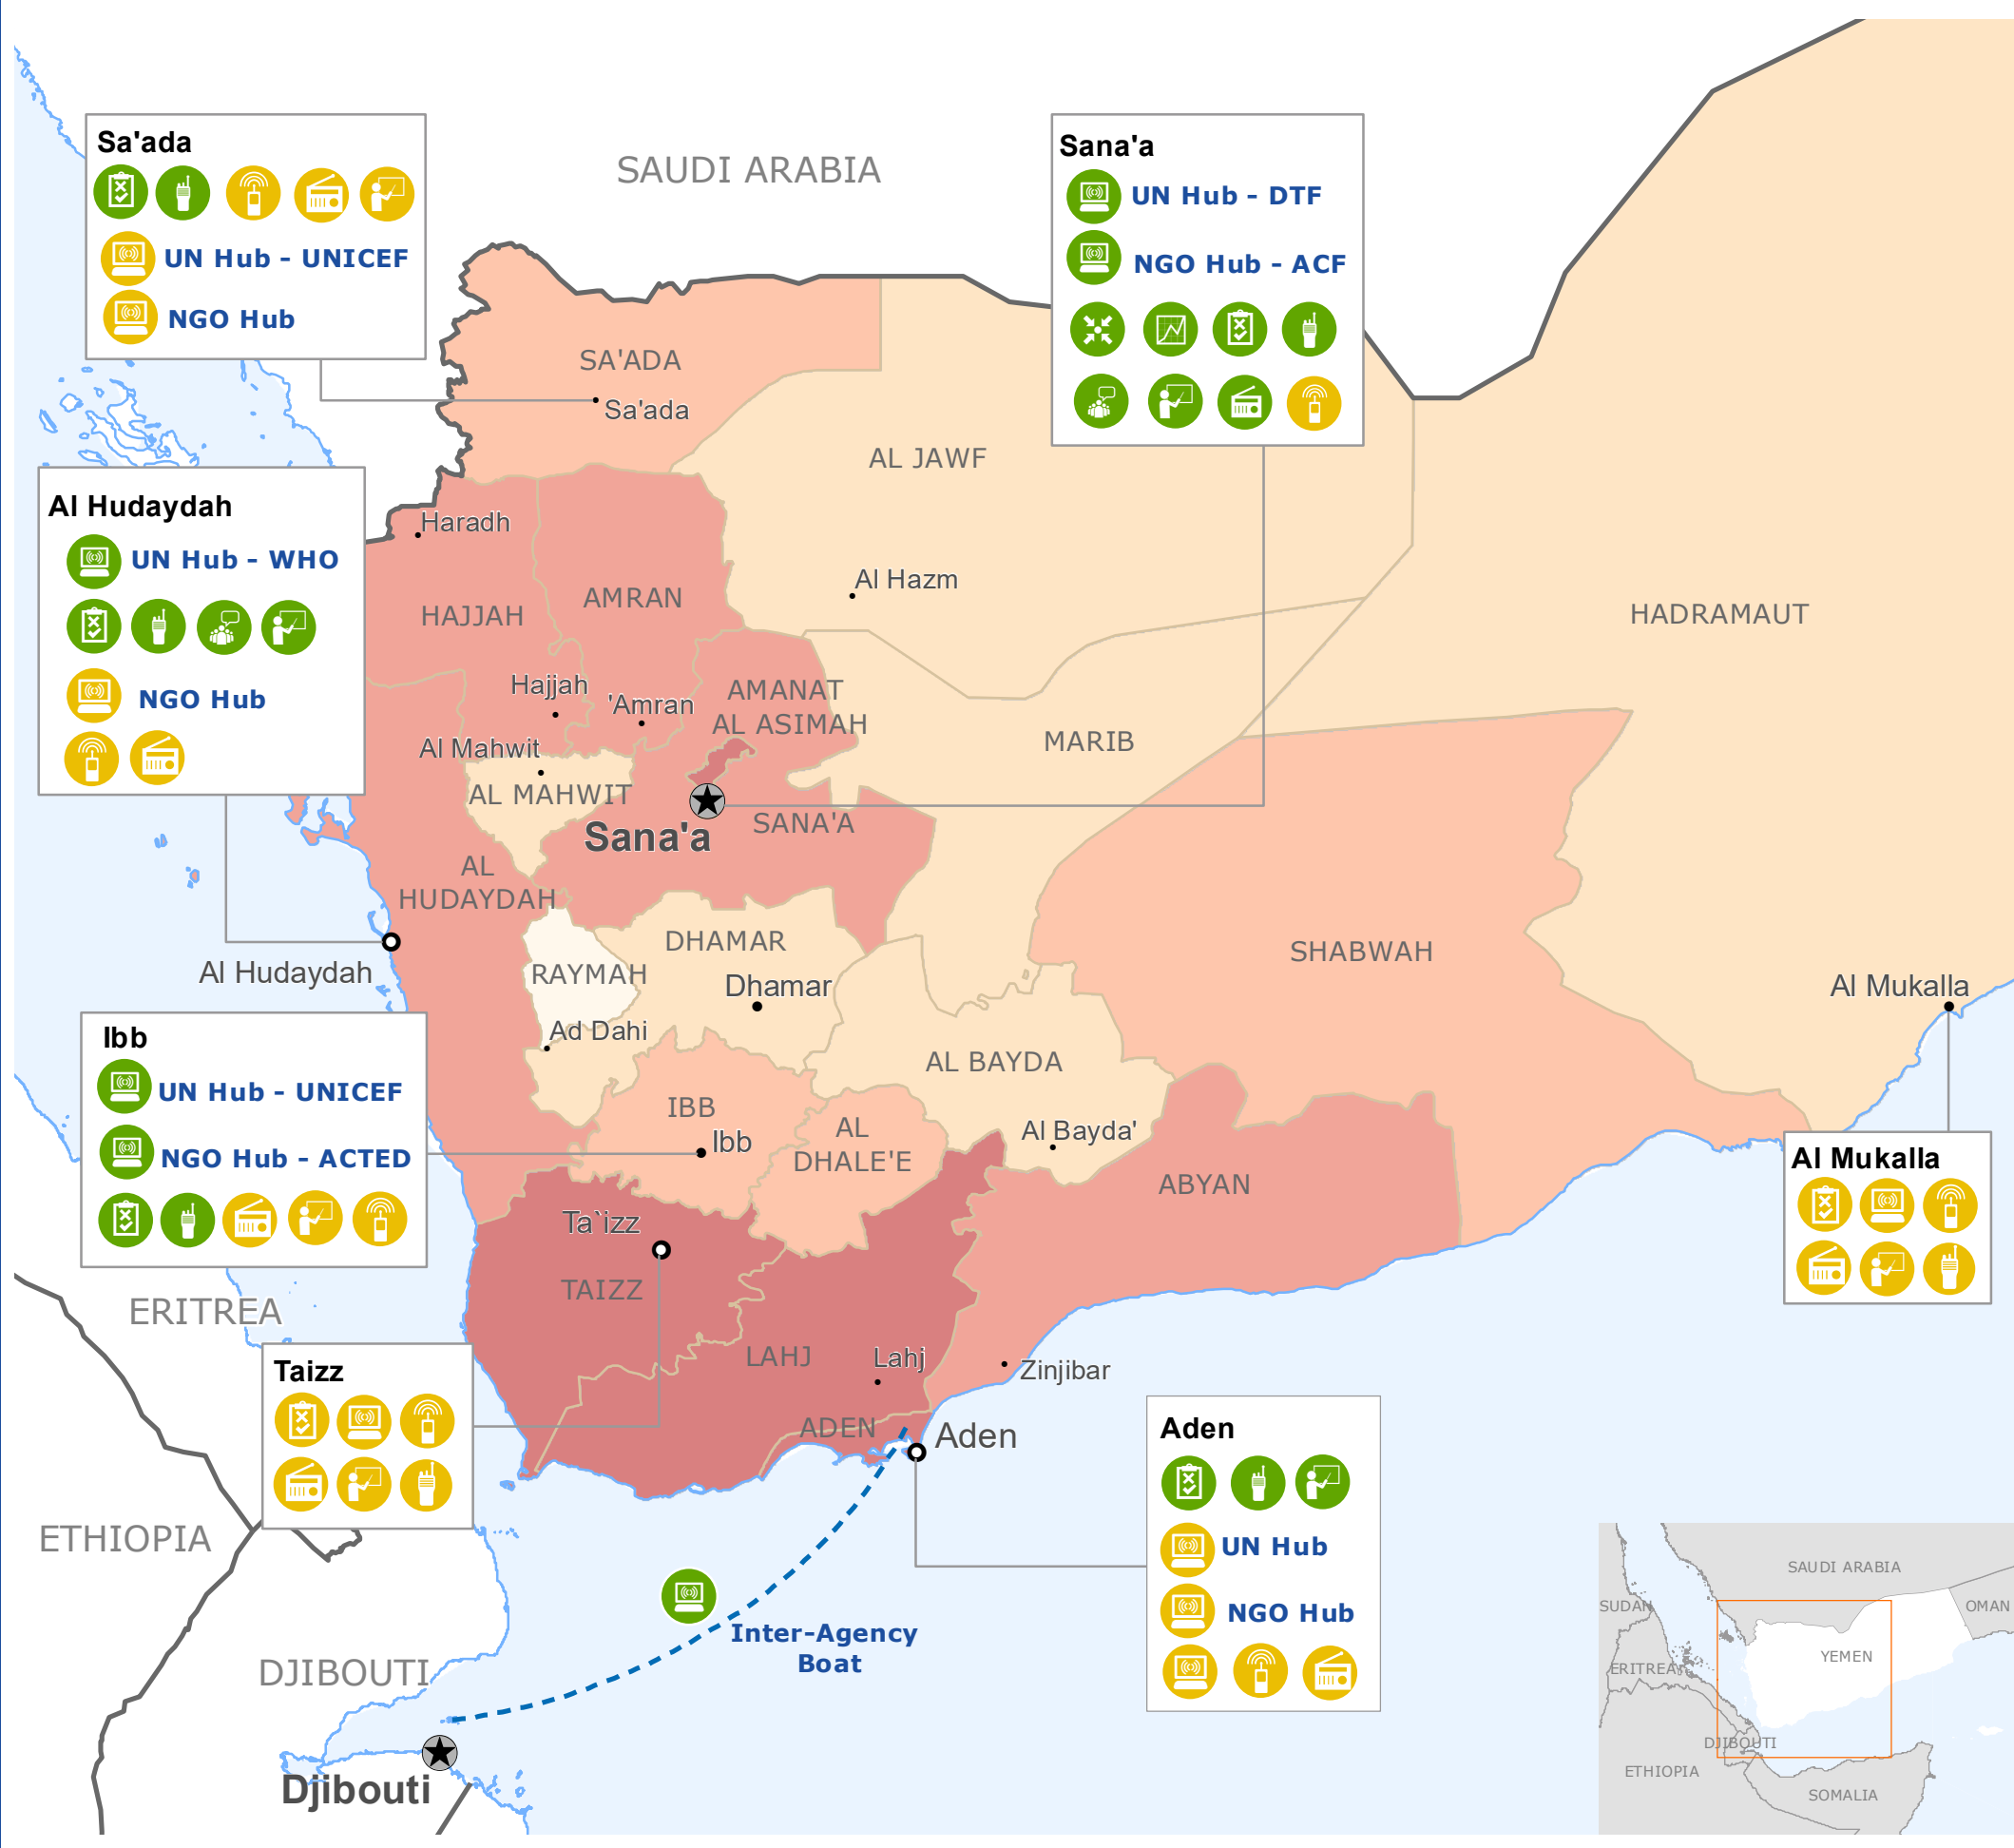 Sa'ada
UN Hub - UNICEF
NGO Hub
SAUDI ARABIA
Sana'a
UN Hub - DTF
NGO Hub - ACF
SA'ADA
Sa'ada
AL JAWF
Al Hudaydah
UN Hub - WHO
NGO Hub
Haradh
HAJJAH
AMRAN
Al Hazm
HADRAMAUT
Hajjah
'Amran
AMANAT
AL ASIMAH
MARIB
Al Mahwit
AL MAHWIT
Sana'a
SANA'A
AL
HUDAYDAH
Al Hudaydah
RAYMAH
DHAMAR
Dhamar
SHABWAH
Al Mukalla
Ad Dahi
Ibb
UN Hub - UNICEF
NGO Hub - ACTED
IBB
Ibb
AL
DHALE'E
AL BAYDA
Al Bayda'
ABYAN
Al Mukalla
Ta`izz
TAIZZ
ERITREA
Taizz
LAHJ
Lahj
Zinjibar
ADEN
Aden
Aden
UN Hub
NGO Hub
ETHIOPIA
Inter-Agency
Boat
DJIBOUTI
Djibouti
SAUDI ARABIA
SUDAN
OMAN
YEMEN
ERITREA
DJIBOUTI
ETHIOPIA
SOMALIA